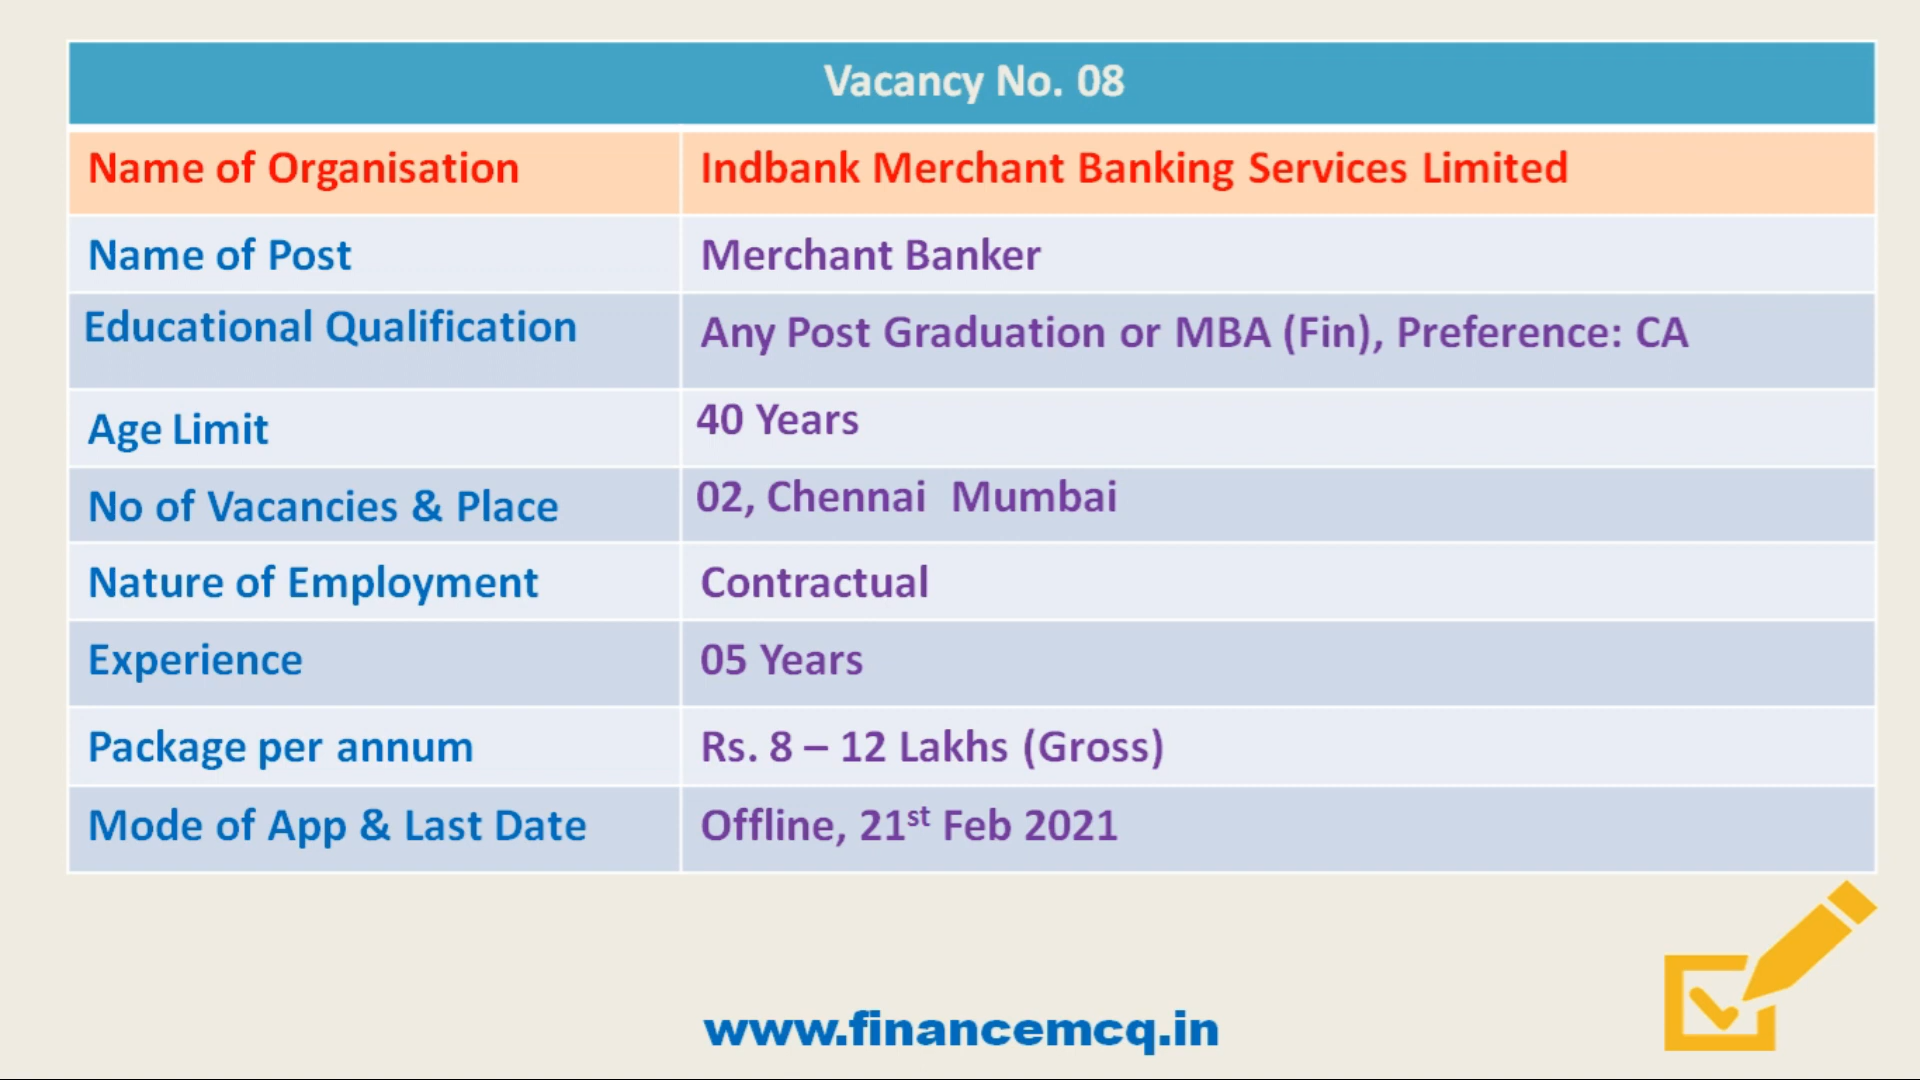 Vacancy No. 08
Name of Organisation Indbank Merchant Banking Services Limited
Name of Post Merchant Banker
Educational Qualification Any Post Graduation or MBA (Fin), Preference: CA
Age Limit 40 Years
No of Vacancies & Place 02, Chennai Mumbai
Nature of Employment Contractual
Experience 05 Years
Package per annum Rs. 8 – 12 Lakhs (Gross)
Mode of App & Last Date Offline, 21st Feb 2021
www.financemcq.in